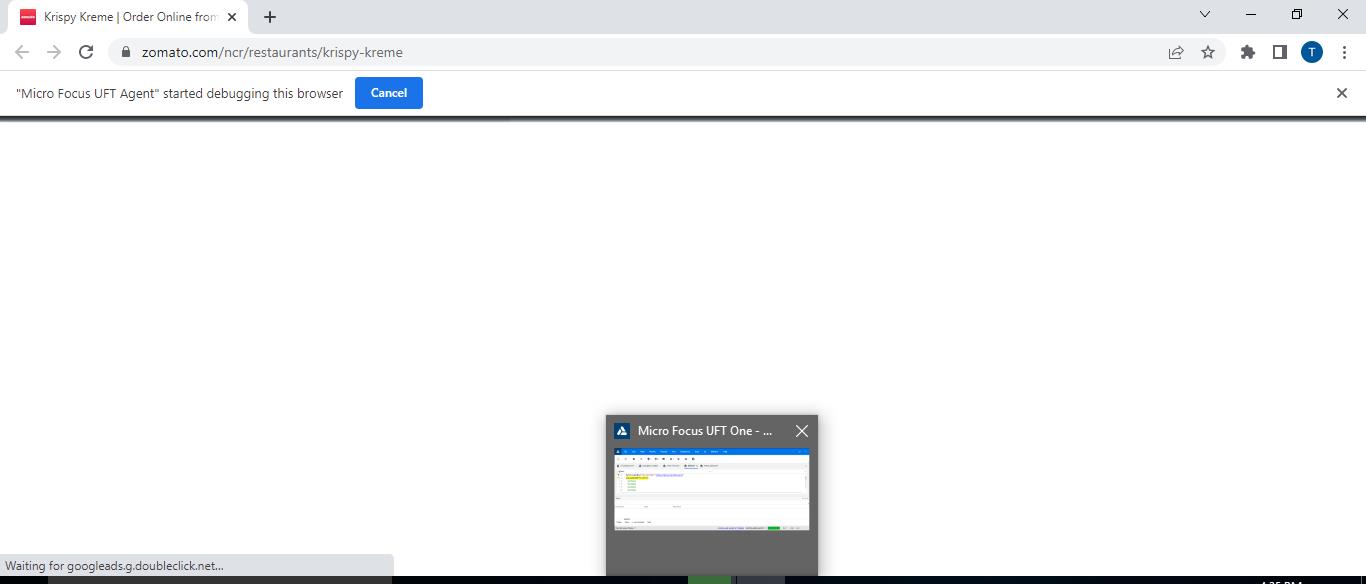 Krispy Kreme | Order Online from
zomato.com/ncr/restaurants/krispy-kreme
T
"Micro Focus UFT Agent" started debugging this browser
Cancel
Micro Focus UFT One - ...
Waiting for googleads.g.doubleclick.net...